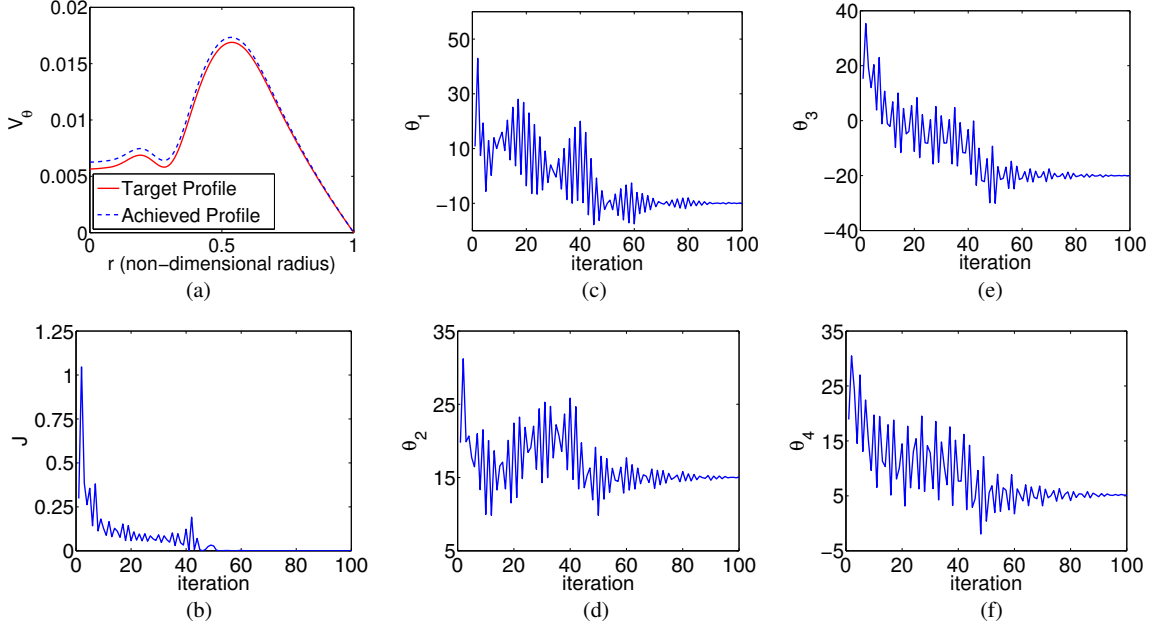 0.02
0.015
0.01
0.005
0
V_θ
Target Profile
Achieved Profile
0 0.5 1
r (non−dimensional radius)
(a)
50
30
10
−10
θ_1
0 20 40 60 80 100
iteration
(c)
40
20
0
−20
−40
θ_3
0 20 40 60 80 100
iteration
(e)
1.25
1
0.75
0.5
0.25
0
J
0 20 40 60 80 100
iteration
(b)
35
25
15
5
θ_2
0 20 40 60 80 100
iteration
(d)
35
25
15
5
−5
θ_4
0 20 40 60 80 100
iteration
(f)